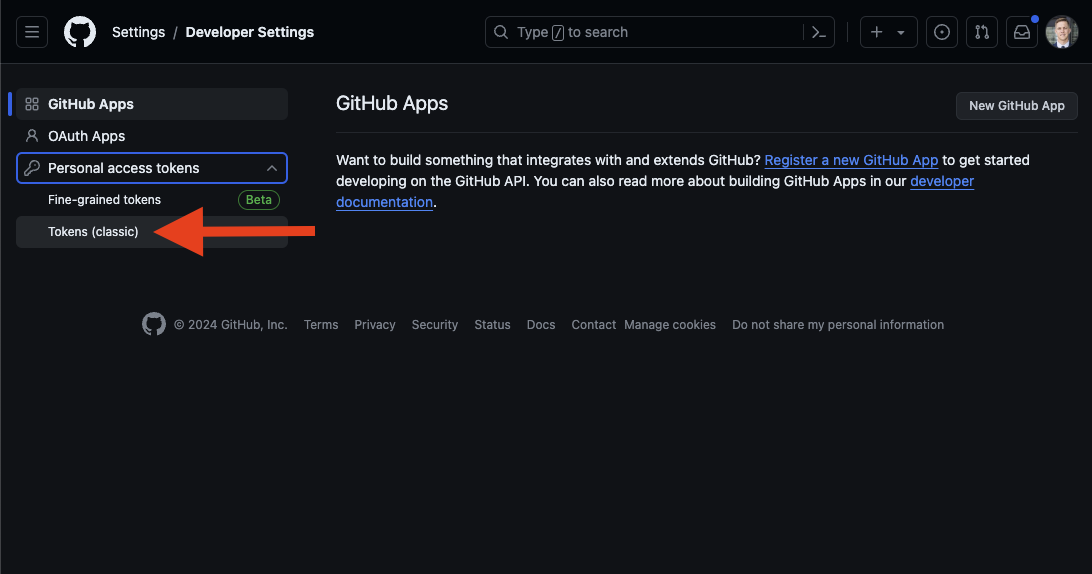 Settings / Developer Settings
Type / to search
GitHub Apps
OAuth Apps
Personal access tokens
Fine-grained tokens Beta
Tokens (classic)
GitHub Apps
New GitHub App
Want to build something that integrates with and extends GitHub? Register a new GitHub App to get started
developing on the GitHub API. You can also read more about building GitHub Apps in our developer
documentation.
© 2024 GitHub, Inc. Terms Privacy Security Status Docs Contact Manage cookies Do not share my personal information